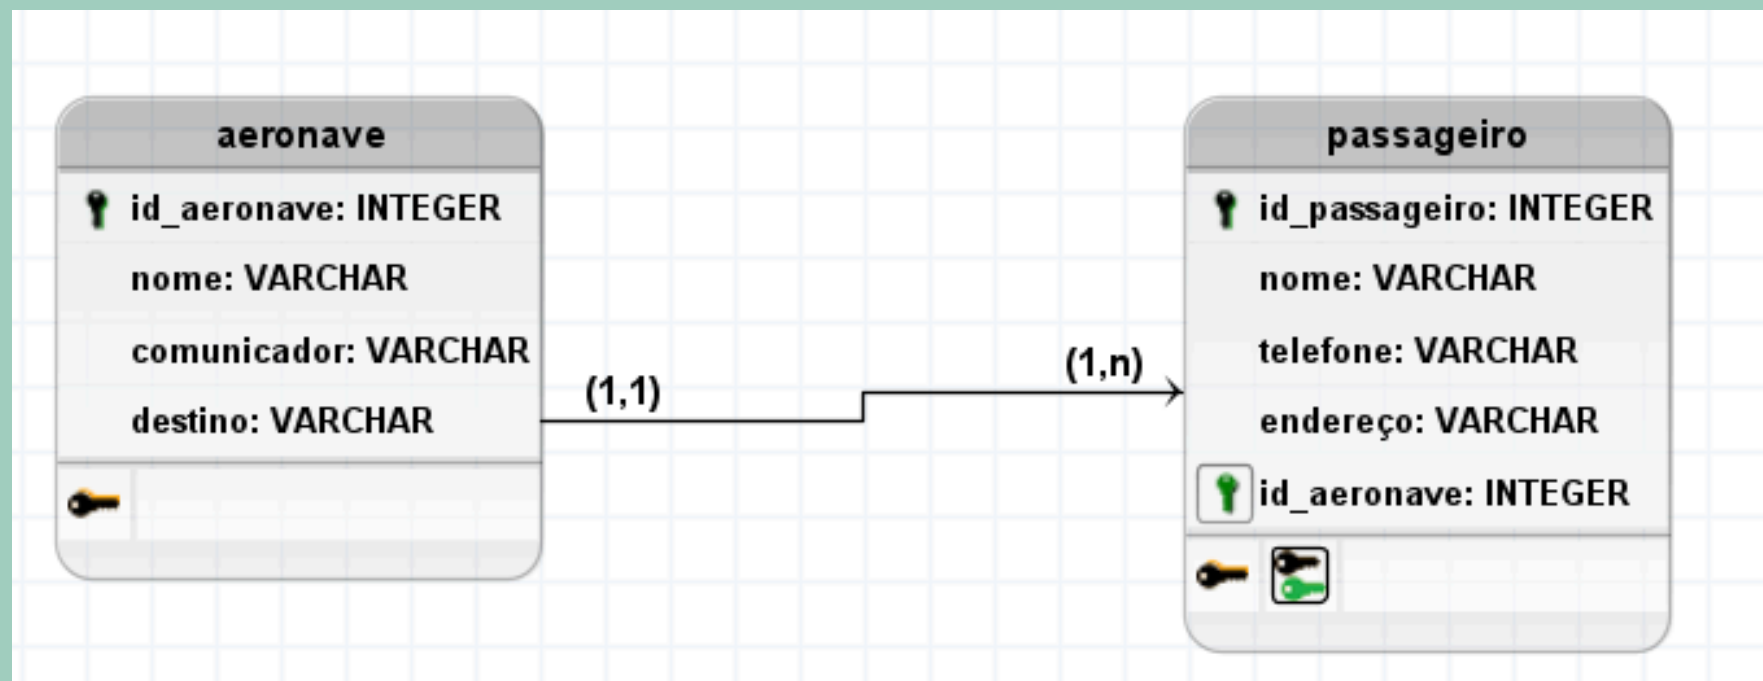 aeronave
id_aeronave: INTEGER
nome: VARCHAR
comunicador: VARCHAR
destino: VARCHAR
(1,1)
(1,n)
passageiro
id_passageiro: INTEGER
nome: VARCHAR
telefone: VARCHAR
endereço: VARCHAR
id_aeronave: INTEGER